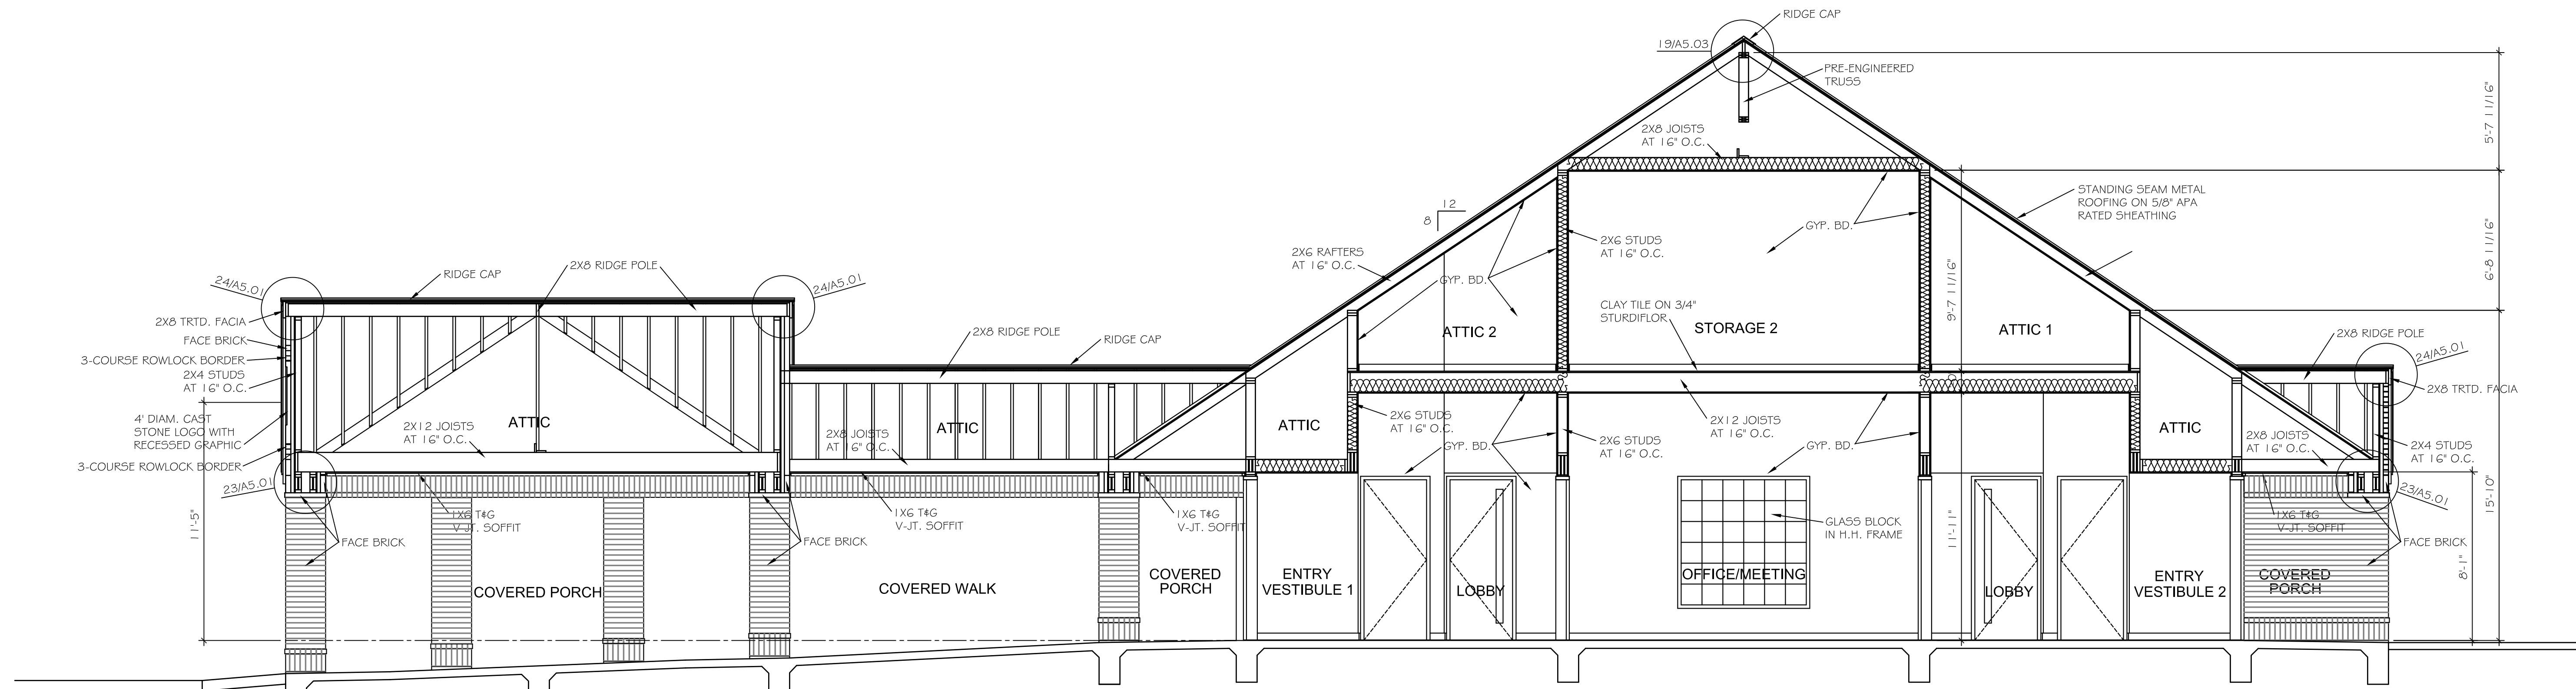 RIDGE CAP
19/A5.03
PRE-ENGINEERED
TRUSS
2X8 JOISTS
AT 16" O.C.
5'-7 11/16"
STANDING SEAM METAL
ROOFING ON 5/8" APA
RATED SHEATHING
12
8
GYP. BD.
2X6 STUDS
AT 16" O.C.
2X6 RAFTERS
AT 16" O.C.
GYP. BD.
6'-8 11/16"
9'-7 11/16"
24/A5.01
RIDGE CAP
2X8 RIDGE POLE
24/A5.01
2X8 TRTD. FACIA
FACE BRICK
3-COURSE ROWLOCK BORDER
2X4 STUDS
AT 16" O.C.
4' DIAM. CAST
STONE LOGO WITH
RECESSED GRAPHIC
3-COURSE ROWLOCK BORDER
23/A5.01
11'-5"
2X8 RIDGE POLE
RIDGE CAP
CLAY TILE ON 3/4"
STURDIFLOR
ATTIC 2
STORAGE 2
ATTIC 1
2X8 RIDGE POLE
24/A5.01
2X8 TRTD. FACIA
2X12 JOISTS
AT 16" O.C.
ATTIC
2X8 JOISTS
AT 16" O.C.
ATTIC
ATTIC
2X6 STUDS
AT 16" O.C.
GYP. BD.
2X6 STUDS
AT 16" O.C.
2X12 JOISTS
AT 16" O.C.
GYP. BD.
ATTIC
2X8 JOISTS
AT 16" O.C.
2X4 STUDS
AT 16" O.C.
23/A5.01
1X6 T&G
V-JT. SOFFIT
1X6 T&G
V-JT. SOFFIT
1X6 T&G
V-JT. SOFFIT
1X6 T&G
V-JT. SOFFIT
FACE BRICK
FACE BRICK
GLASS BLOCK
IN H.H. FRAME
11'-11"
FACE BRICK
8'-1"
15'-10"
COVERED PORCH
COVERED WALK
COVERED
PORCH
ENTRY
VESTIBULE 1
LOBBY
OFFICE/MEETING
LOBBY
ENTRY
VESTIBULE 2
COVERED
PORCH